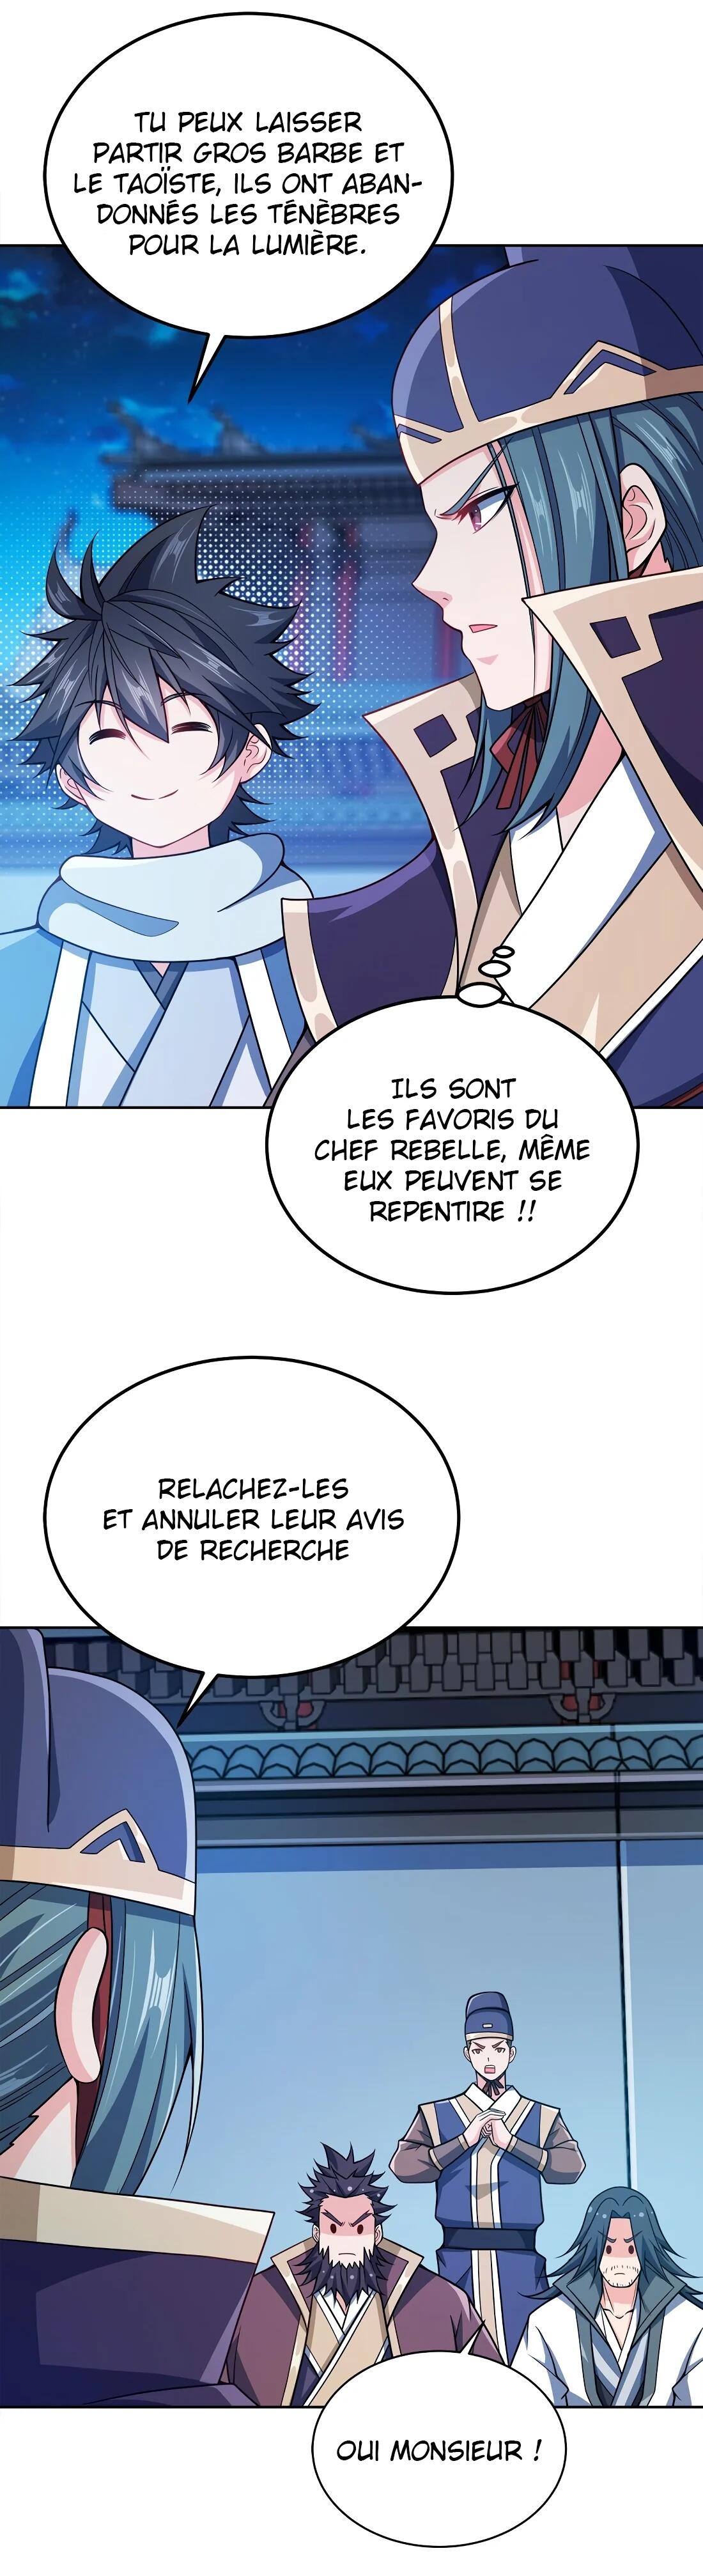 TU PEUX LAISSER
PARTIR GROS BARBE ET
LE TAOÏSTE, ILS ONT ABAN-
DONNÉS LES TÉNÈBRES
POUR LA LUMIÈRE.
ILS SONT
LES FAVORIS DU
CHEF REBELLE, MÊME
EUX PEUVENT SE
REPENTIRE !!
RELACHEZ-LES
ET ANNULER LEUR AVIS
DE RECHERCHE
OUI MONSIEUR !